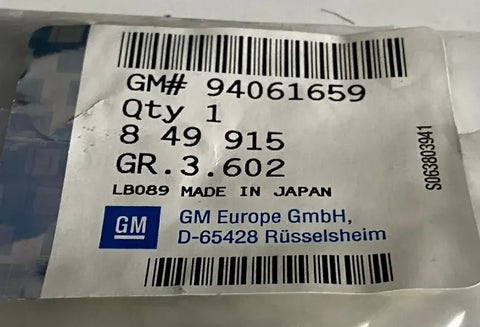 GM# 94061659
Qty 1
8 49 915
GR.3.602
LB089 MADE IN JAPAN
GM
GM Europe GmbH,
D-65428 Rüsselsheim
S063803941